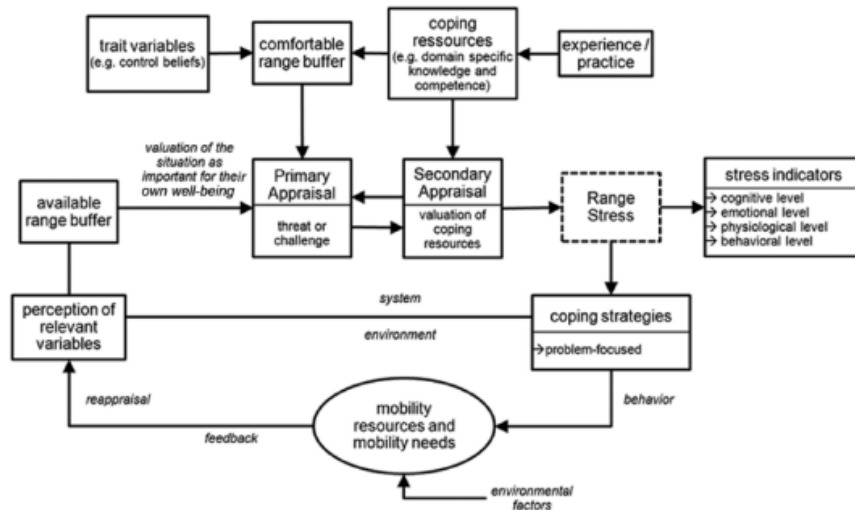 trait variables
(e.g. control beliefs)
comfortable
range buffer
coping
ressources
(e.g. domain specific
knowledge and
competence)
experience /
practice
valuation of the
situation as
important for their
own well-being
available
range buffer
Primary
Appraisal
threat or
challenge
Secondary
Appraisal
valuation of
coping
resources
Range
Stress
stress indicators
→ cognitive level
→ emotional level
→ physiological level
→ behavioral level
perception of
relevant
variables
system
environment
coping strategies
→ problem-focused
reappraisal
feedback
mobility
resources and
mobility needs
behavior
environmental
factors